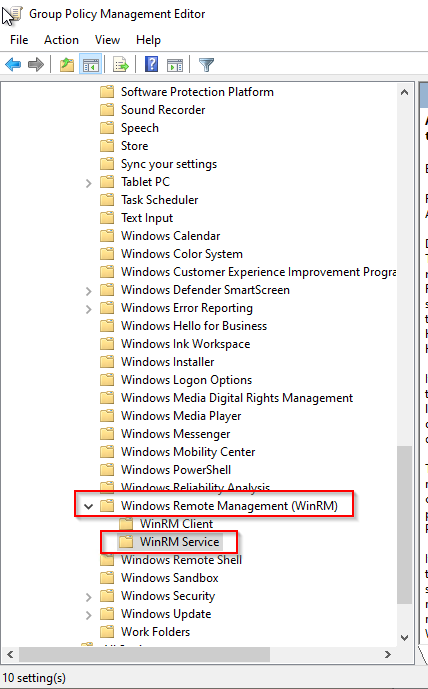 Group Policy Management Editor
File Action View Help
Software Protection Platform
Sound Recorder
Speech
Store
Sync your settings
Tablet PC
Task Scheduler
Text Input
Windows Calendar
Windows Color System
Windows Customer Experience Improvement Progra
Windows Defender SmartScreen
Windows Error Reporting
Windows Hello for Business
Windows Ink Workspace
Windows Installer
Windows Logon Options
Windows Media Digital Rights Management
Windows Media Player
Windows Messenger
Windows Mobility Center
Windows PowerShell
Windows Reliability Analysis
Windows Remote Management (WinRM)
WinRM Client
WinRM Service
Windows Remote Shell
Windows Sandbox
Windows Security
Windows Update
Work Folders
10 setting(s)